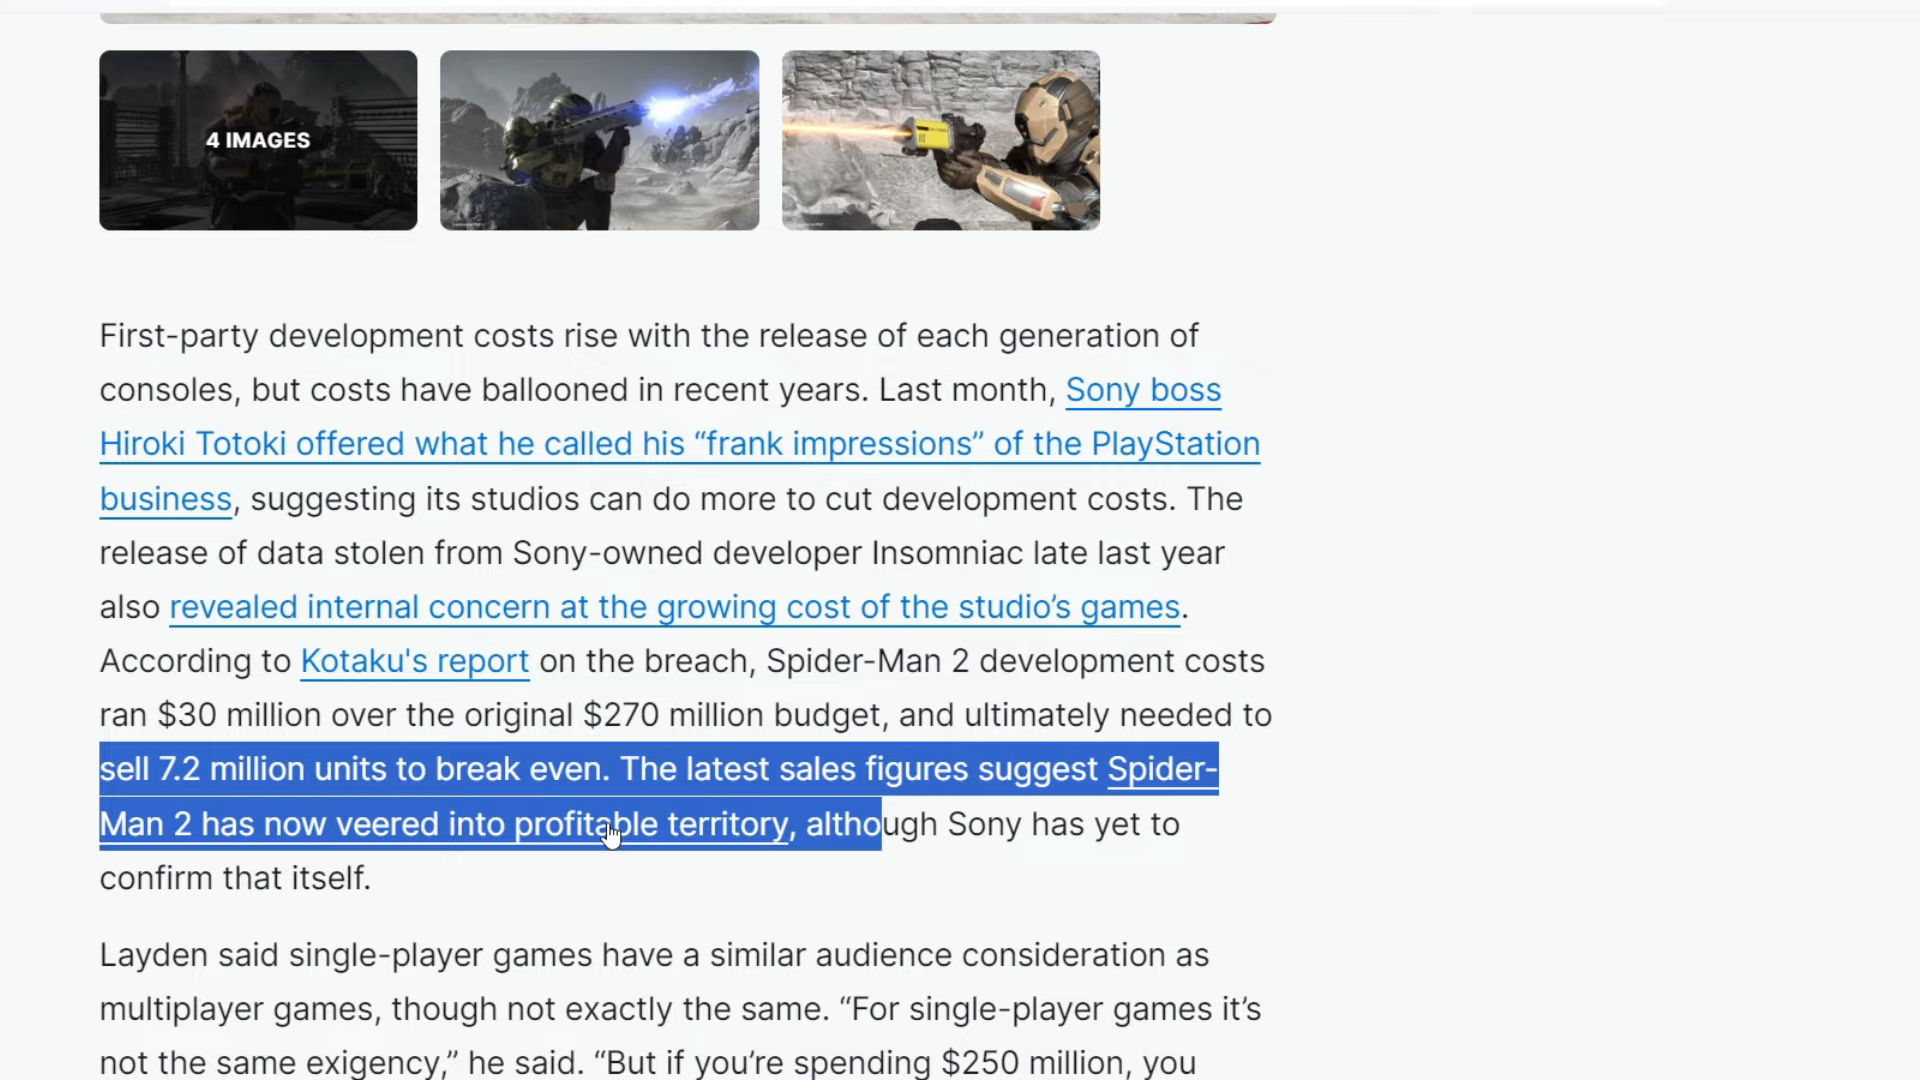 4 IMAGES
First-party development costs rise with the release of each generation of
consoles, but costs have ballooned in recent years. Last month, Sony boss
Hiroki Totoki offered what he called his “frank impressions” of the PlayStation
business, suggesting its studios can do more to cut development costs. The
release of data stolen from Sony-owned developer Insomniac late last year
also revealed internal concern at the growing cost of the studio’s games.
According to Kotaku's report on the breach, Spider-Man 2 development costs
ran $30 million over the original $270 million budget, and ultimately needed to
sell 7.2 million units to break even. The latest sales figures suggest Spider-
Man 2 has now veered into profitable territory, although Sony has yet to
confirm that itself.
Layden said single-player games have a similar audience consideration as
multiplayer games, though not exactly the same. “For single-player games it’s
not the same exigency,” he said. “But if you’re spending $250 million, you